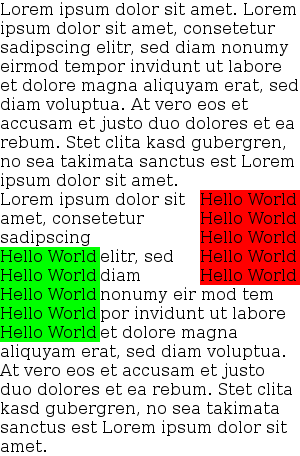 Lorem ipsum dolor sit amet. Lorem
ipsum dolor sit amet, consetetur
sadipscing elitr, sed diam nonumy
eirmod tempor invidunt ut labore
et dolore magna aliquyam erat, sed
diam voluptua. At vero eos et
accusam et justo duo dolores et ea
rebum. Stet clita kasd gubergren,
no sea takimata sanctus est Lorem
ipsum dolor sit amet.
Lorem ipsum dolor sit Hello World
amet, consetetur Hello World
sadipscing Hello World
Hello World elitr, sed Hello World
Hello World diam Hello World
Hello World nonumy eir mod tem
Hello World por invidunt ut labore
Hello World et dolore magna
aliquyam erat, sed diam voluptua.
At vero eos et accusam et justo
duo dolores et ea rebum. Stet clita
kasd gubergren, no sea takimata
sanctus est Lorem ipsum dolor sit
amet.